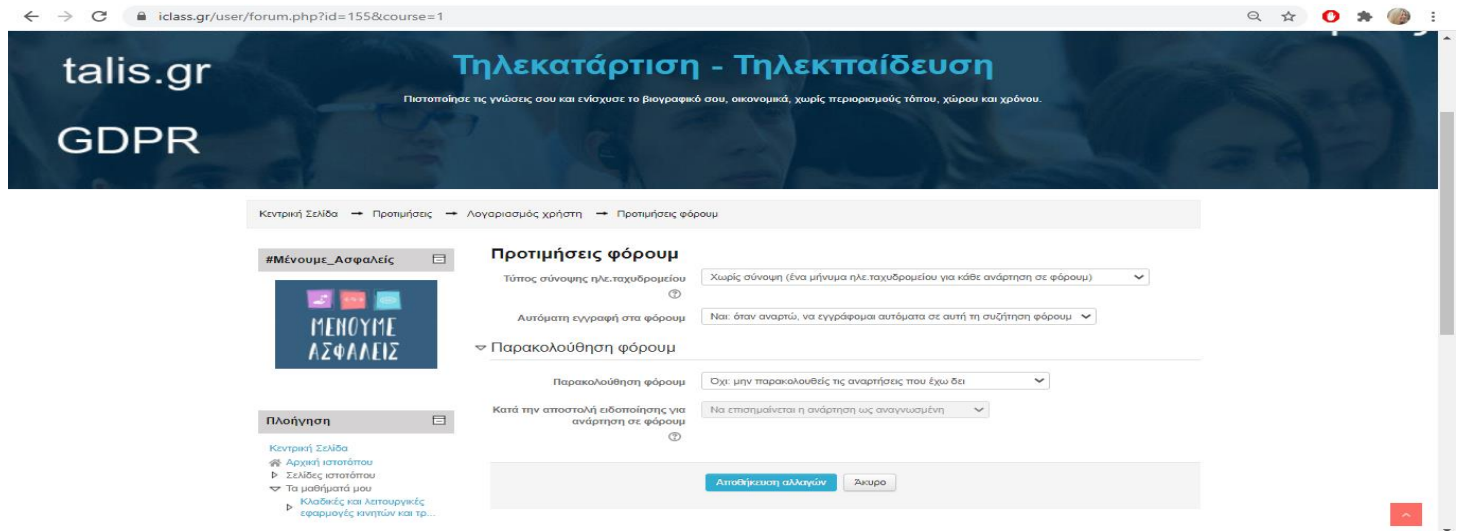 iclass.gr/user/forum.php?id=155&course=1
talis.gr
GDPR
Τηλεκατάρτιση - Τηλεκπαίδευση
Πιστοποίησε τις γνώσεις σου και ενίσχυσε το βιογραφικό σου, οικονομικά, χωρίς περιορισμούς τόπου, χώρου και χρόνου.
Κεντρική Σελίδα → Προτιμήσεις → Λογαριασμός χρήστη → Προτιμήσεις φόρουμ
#Μένουμε_Ασφαλείς
ΜΕΝΟΥΜΕ
ΑΣΦΑΛΕΙΣ
Πλοήγηση
Κεντρική Σελίδα
Αρχική ιστοτόπου
Σελίδες ιστοτόπου
Τα μαθήματά μου
Κλαδικές και λειτουργικές
εφαρμογές κινητών και τρ...
Προτιμήσεις φόρουμ
Τύπος σύνοψης ηλε.ταχυδρομείου
Χωρίς σύνοψη (ένα μήνυμα ηλε.ταχυδρομείου για κάθε ανάρτηση σε φόρουμ)
Αυτόματη εγγραφή στα φόρουμ
Ναι: όταν αναρτώ, να εγγράφομαι αυτόματα σε αυτή τη συζήτηση φόρουμ
Παρακολούθηση φόρουμ
Παρακολούθηση φόρουμ
Όχι: μην παρακολουθείς τις αναρτήσεις που έχω δει
Κατά την αποστολή ειδοποίησης για
ανάρτηση σε φόρουμ
Να επισημαίνεται η ανάρτηση ως αναγνωσμένη
Αποθήκευση αλλαγών
Άκυρο